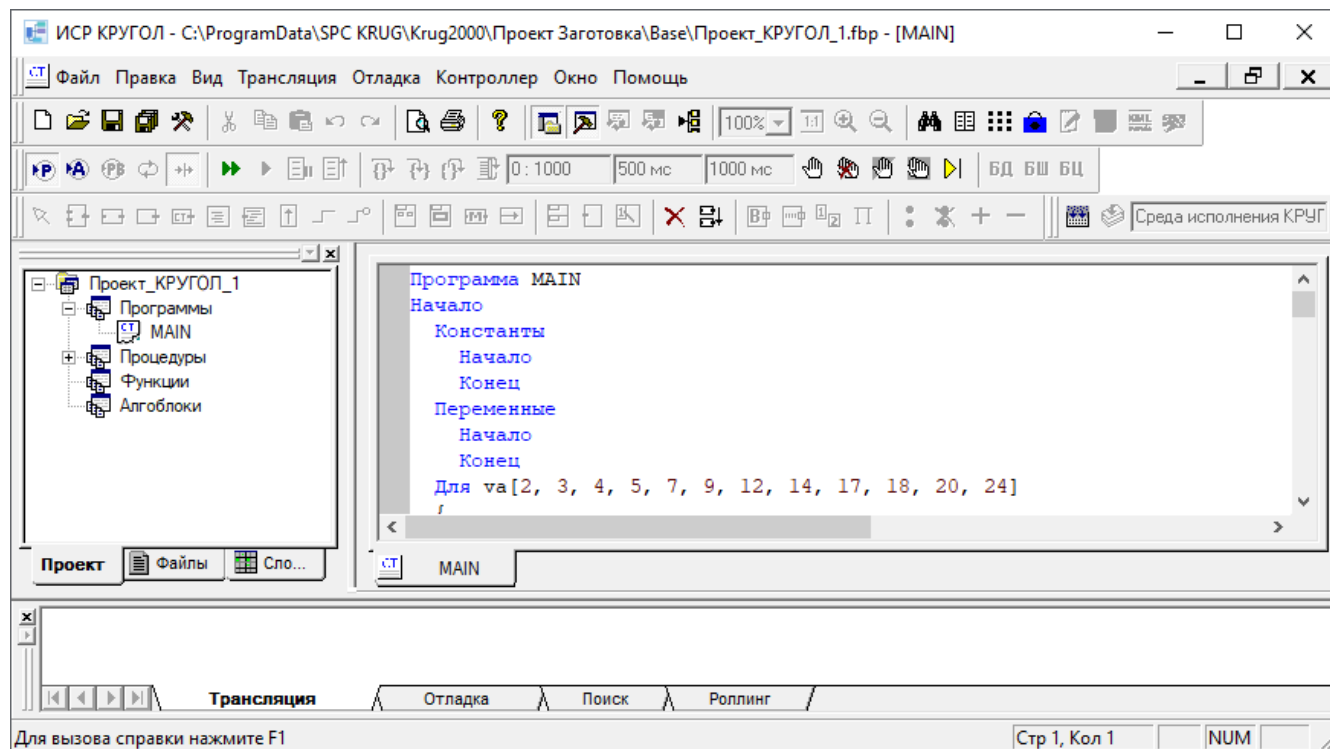 ИСР КРУГОЛ - C:\ProgramData\SPC KRUG\Krug2000\Проект Заготовка\Base\Проект_КРУГОЛ_1.fbp - [MAIN]
СТ Файл Правка Вид Трансляция Отладка Контроллер Окно Помощь
100% 1:1
P A PB 0 : 1000 500 мс 1000 мс БД БШ БЦ
Среда исполнения КРУГ
Проект_КРУГОЛ_1
Программы
СТ MAIN
Процедуры
Функции
Алгоблоки
Проект Файлы Сло...
Программа MAIN
Начало
Константы
Начало
Конец
Переменные
Начало
Конец
Для va[2, 3, 4, 5, 7, 9, 12, 14, 17, 18, 20, 24]
СТ MAIN
Трансляция Отладка Поиск Роллинг
Для вызова справки нажмите F1 Стр 1, Кол 1 NUM